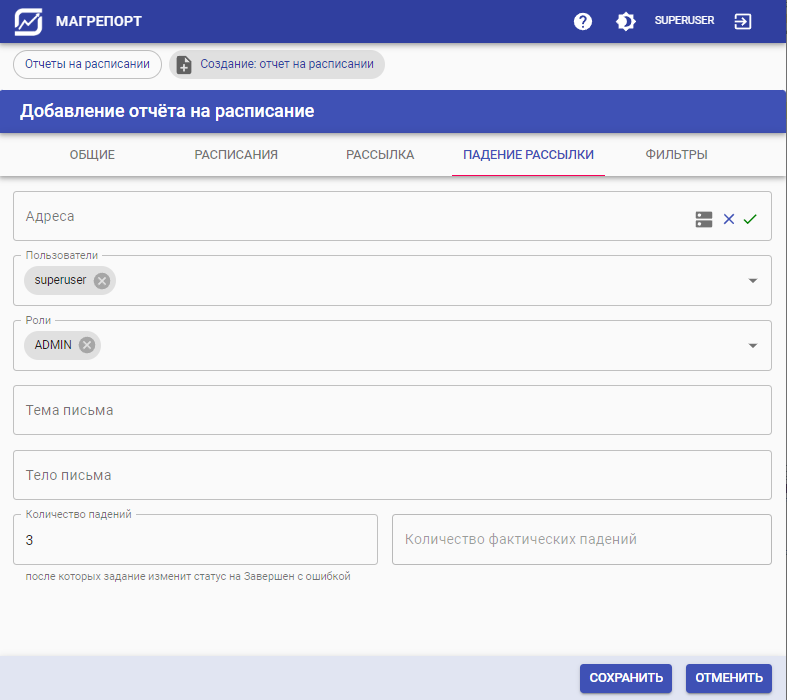 МАГРЕПОРТ
SUPERUSER
Отчеты на расписании
Создание: отчет на расписании
Добавление отчёта на расписание
ОБЩИЕ
РАСПИСАНИЯ
РАССЫЛКА
ПАДЕНИЕ РАССЫЛКИ
ФИЛЬТРЫ
Адреса
Пользователи
superuser
Роли
ADMIN
Тема письма
Тело письма
Количество падений
3
Количество фактических падений
после которых задание изменит статус на Завершен с ошибкой
СОХРАНИТЬ
ОТМЕНИТЬ